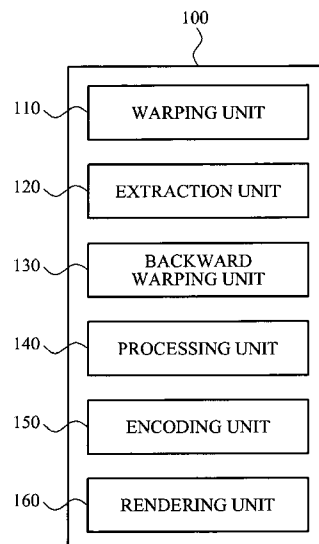 100
110 WARPING UNIT
120 EXTRACTION UNIT
130 BACKWARD
WARPING UNIT
140 PROCESSING UNIT
150 ENCODING UNIT
160 RENDERING UNIT